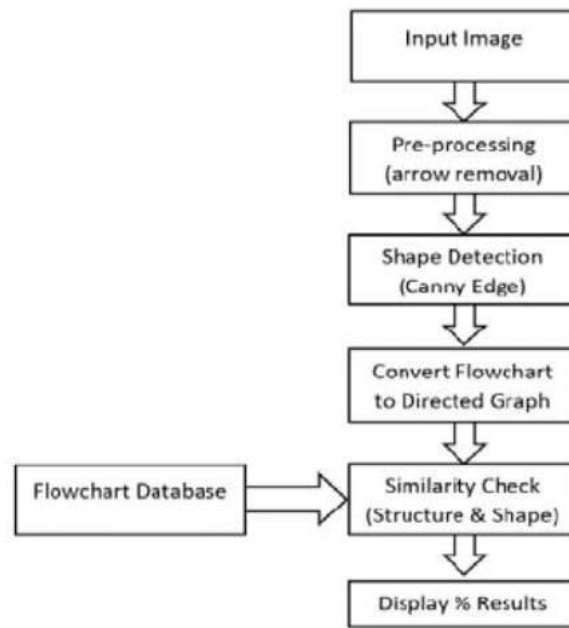 Input Image
Pre-processing
(arrow removal)
Shape Detection
(Canny Edge)
Convert Flowchart
to Directed Graph
Flowchart Database
Similarity Check
(Structure & Shape)
Display % Results